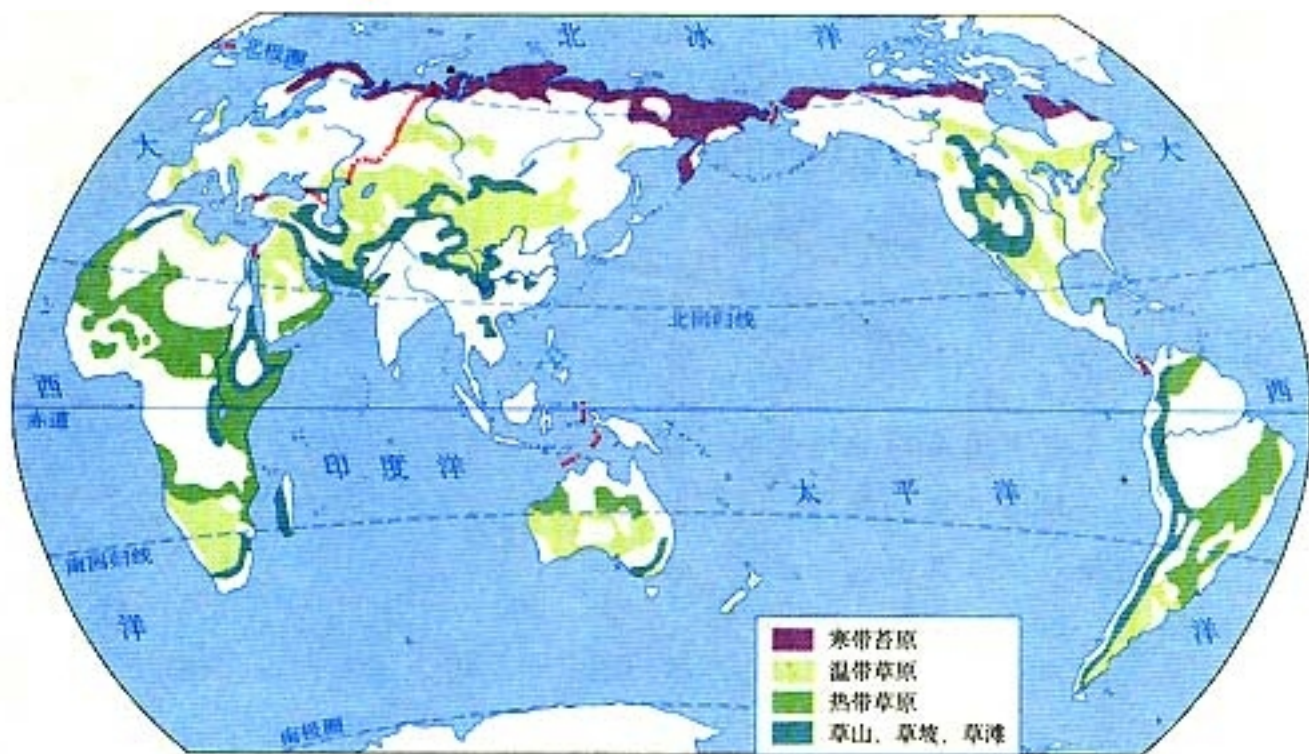 北冰洋
北极圈
大
大
北回归线
西
西
赤道
印度洋
太平洋
南回归线
洋
洋
寒带苔原
温带草原
热带草原
草山、草坡、草滩
南极圈